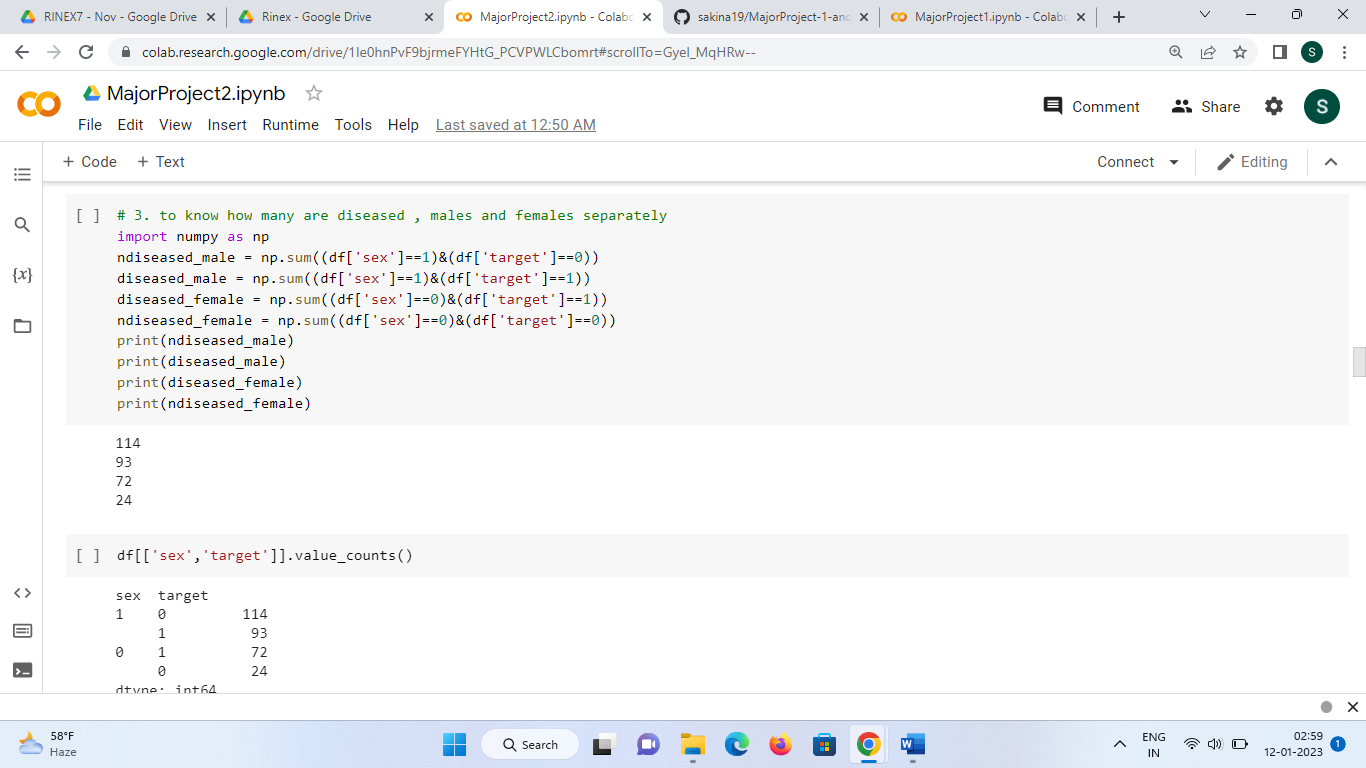 RINEX7 - Nov - Google Drive
Rinex - Google Drive
MajorProject2.ipynb - Colabo
sakina19/MajorProject-1-and
MajorProject1.ipynb - Colabo
colab.research.google.com/drive/1Ie0hnPvF9bjrmeFYHtG_PCVPWLCbomrt#scrollTo=Gyel_MqHRw--
S
MajorProject2.ipynb
Comment
Share
S
File Edit View Insert Runtime Tools Help Last saved at 12:50 AM
+ Code + Text
Connect
Editing
[ ] # 3. to know how many are diseased , males and females separately
import numpy as np
ndiseased_male = np.sum((df['sex']==1)&(df['target']==0))
diseased_male = np.sum((df['sex']==1)&(df['target']==1))
diseased_female = np.sum((df['sex']==0)&(df['target']==1))
ndiseased_female = np.sum((df['sex']==0)&(df['target']==0))
print(ndiseased_male)
print(diseased_male)
print(diseased_female)
print(ndiseased_female)
114
93
72
24
[ ] df[['sex','target']].value_counts()
sex target
1 0 114
1 93
0 1 72
0 24
dtype: int64
58°F
Haze
Search
ENG
IN
02:59
12-01-2023
1